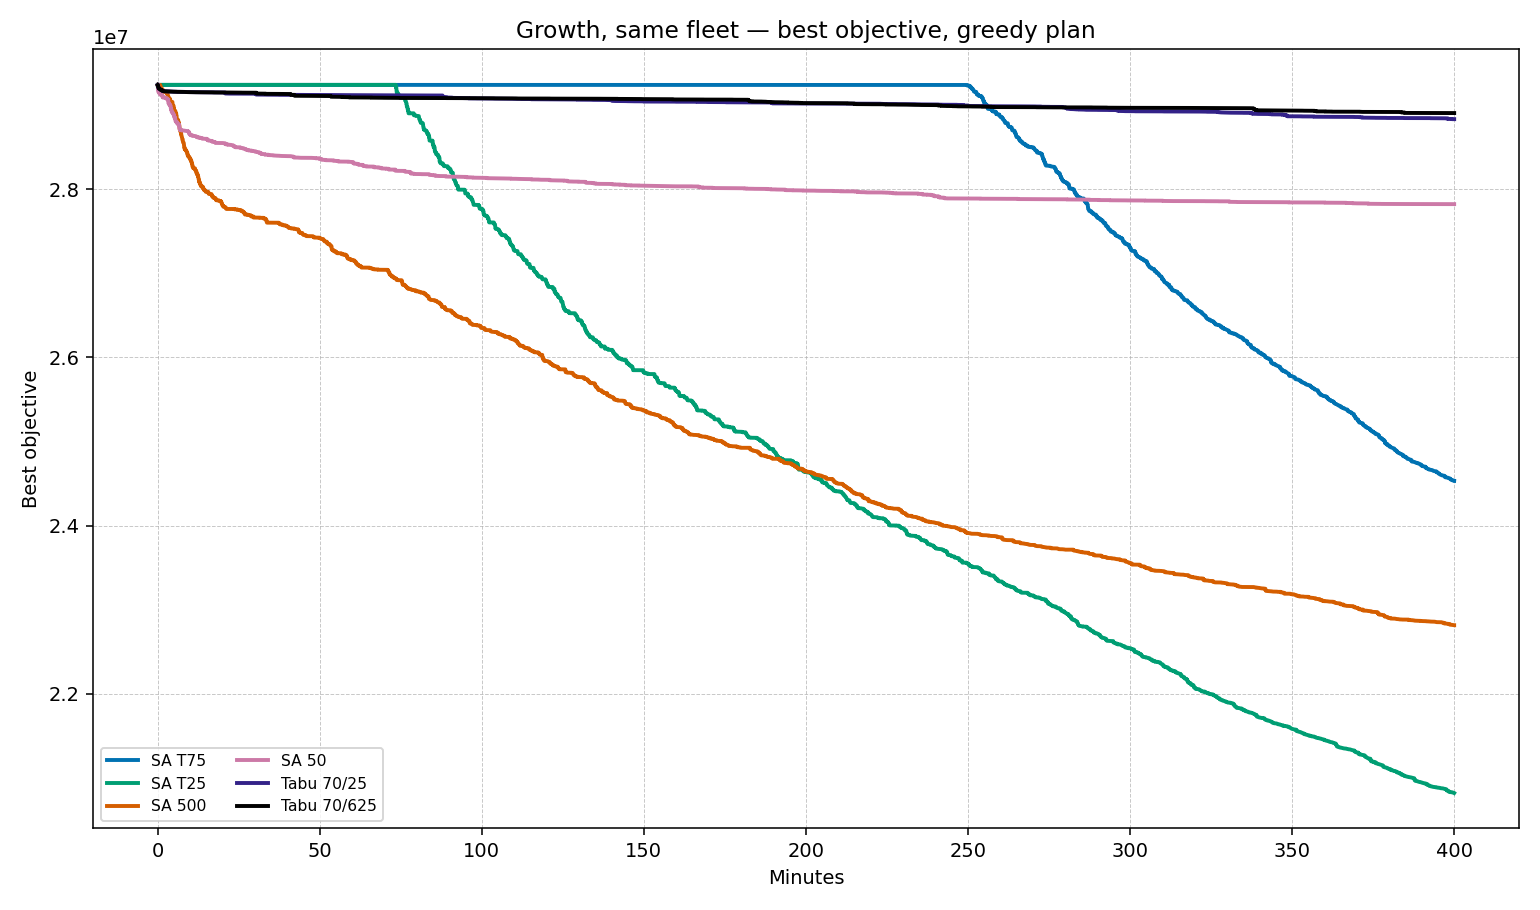 Growth, same fleet — best objective, greedy plan
1e7
Best objective
2.8
2.6
2.4
2.2
SA T75
SA T25
SA 500
SA 50
Tabu 70/25
Tabu 70/625
0 50 100 150 200 250 300 350 400
Minutes